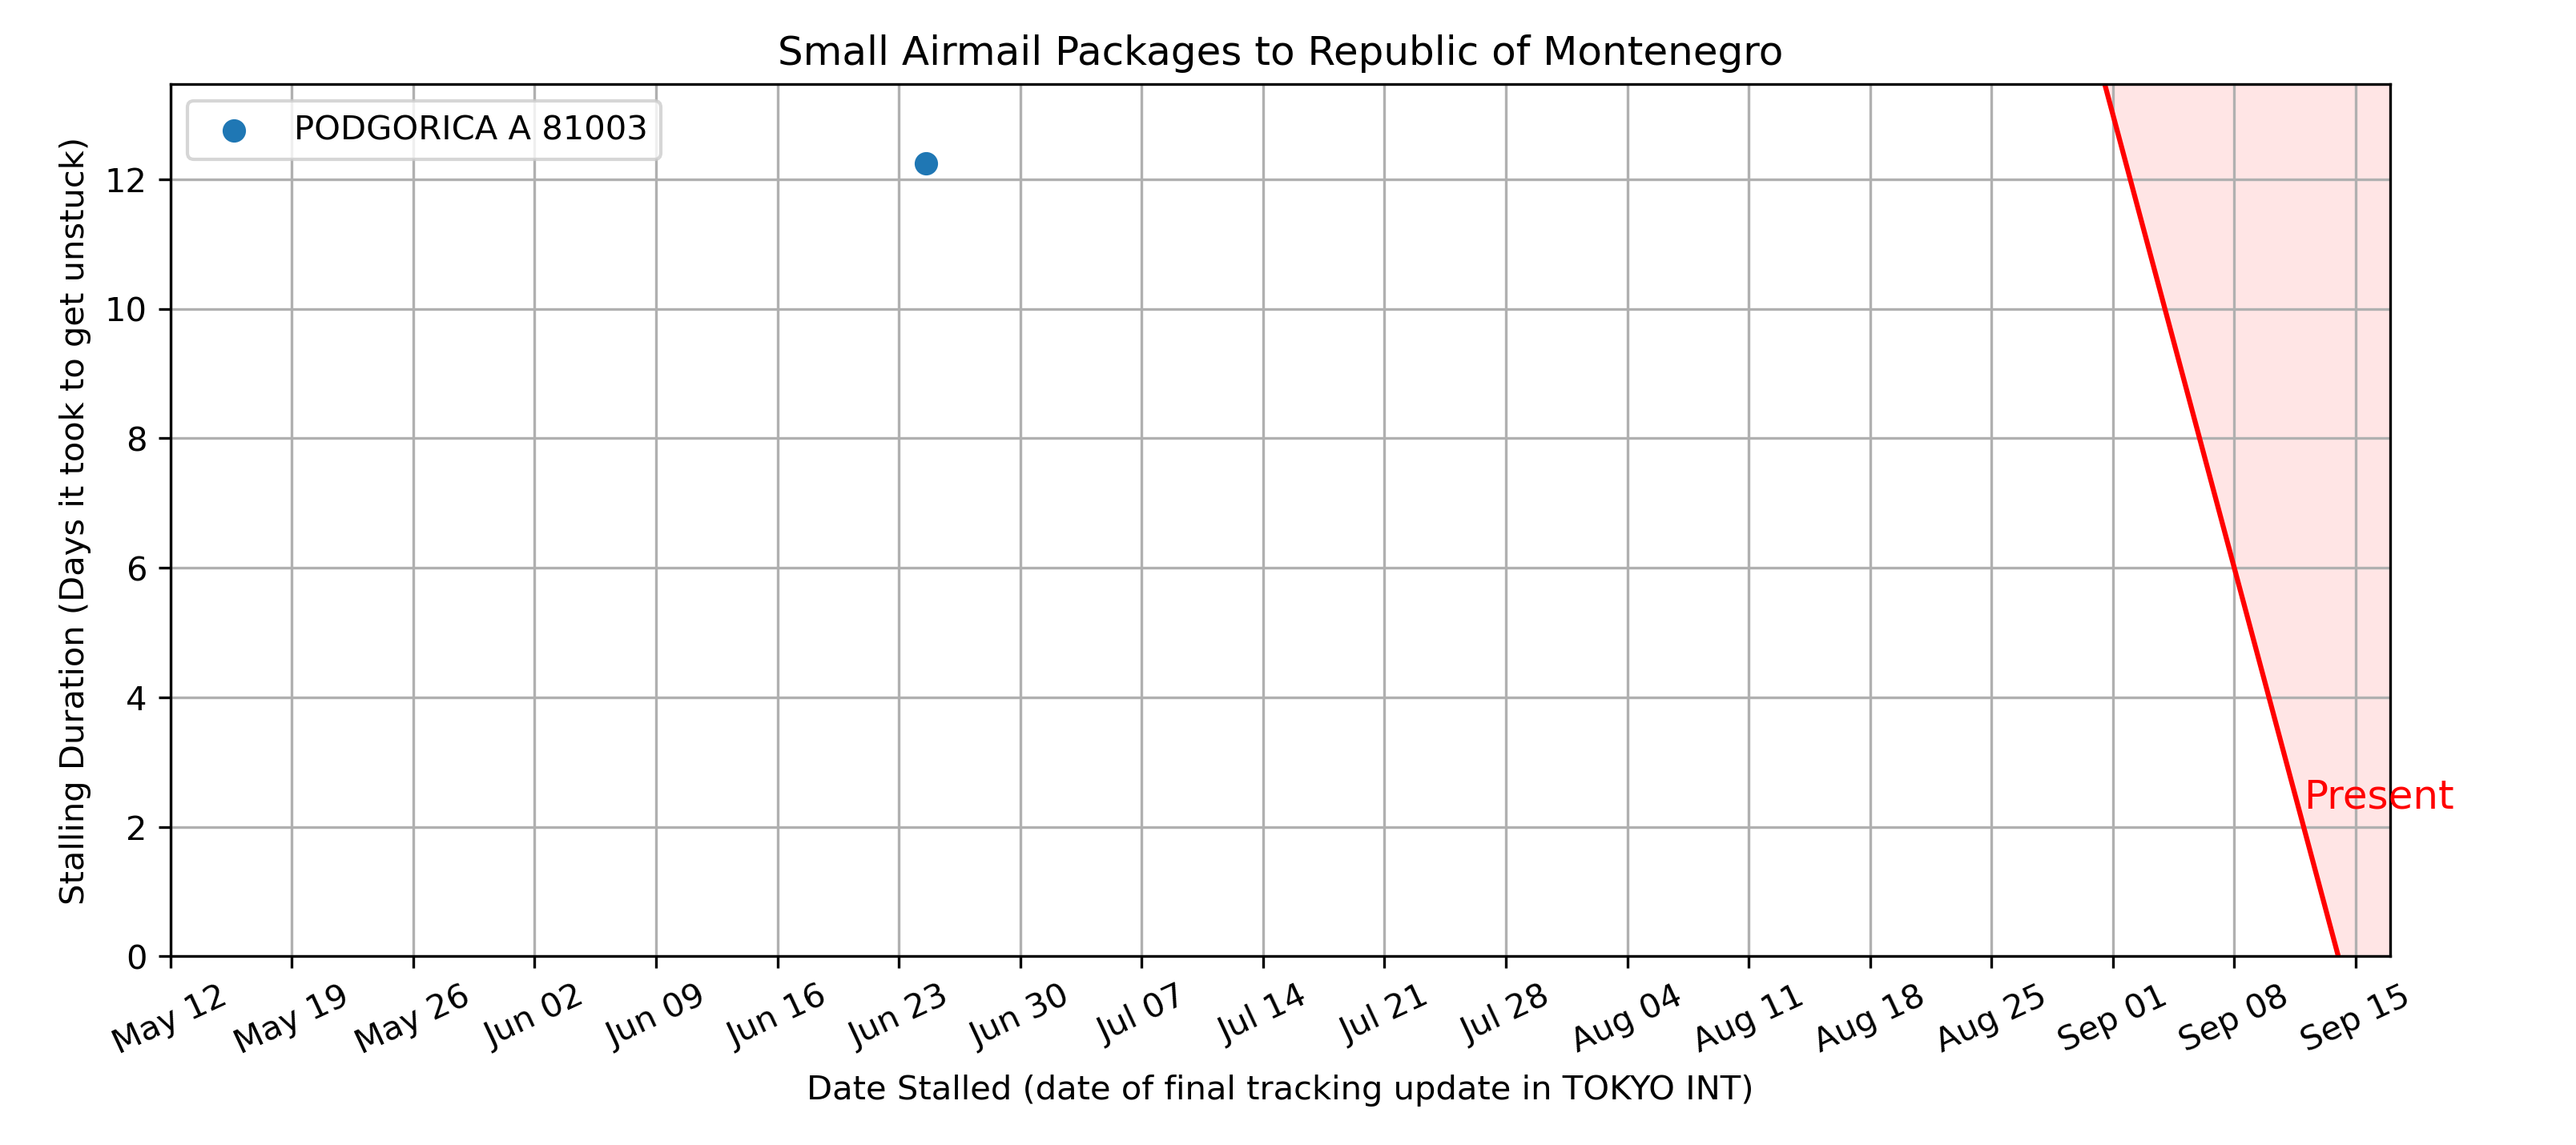 Small Airmail Packages to Republic of Montenegro
PODGORICA A 81003
Stalling Duration (Days it took to get unstuck)
12
10
8
6
4
2
0
Present
May 12
May 19
May 26
Jun 02
Jun 09
Jun 16
Jun 23
Jun 30
Jul 07
Jul 14
Jul 21
Jul 28
Aug 04
Aug 11
Aug 18
Aug 25
Sep 01
Sep 08
Sep 15
Date Stalled (date of final tracking update in TOKYO INT)